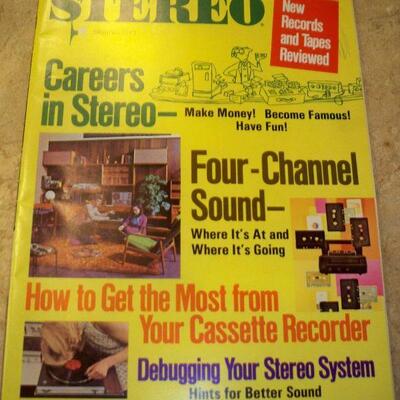 STEREO
New
Records
and Tapes
Reviewed
Careers
in Stereo—
Make Money! Become Famous!
Have Fun!
Four-Channel
Sound—
Where It's At and
Where It's Going
How to Get the Most from
Your Cassette Recorder
Debugging Your Stereo System
Hints for Better Sound